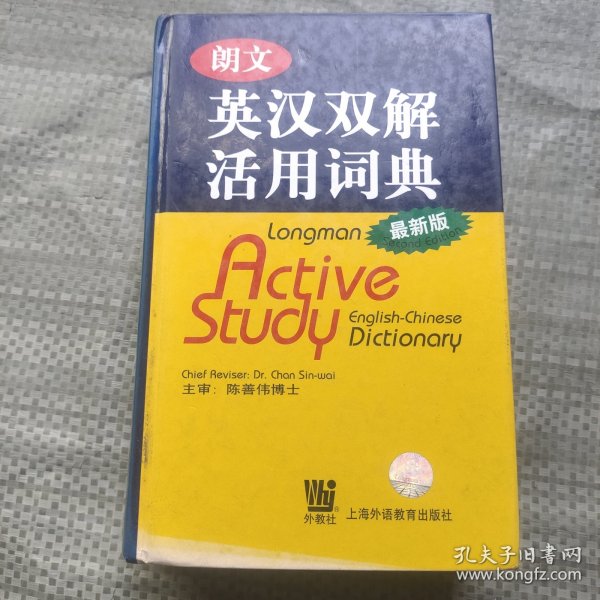 朗文
英汉双解
活用词典
Longman
最新版
Second Edition
Active
Study
English-Chinese
Dictionary
Chief Reviser: Dr. Chan Sin-wai
主审：陈善伟博士
Whj
®
外教社
上海外语教育出版社
孔夫子旧书网
www.kongfz.com